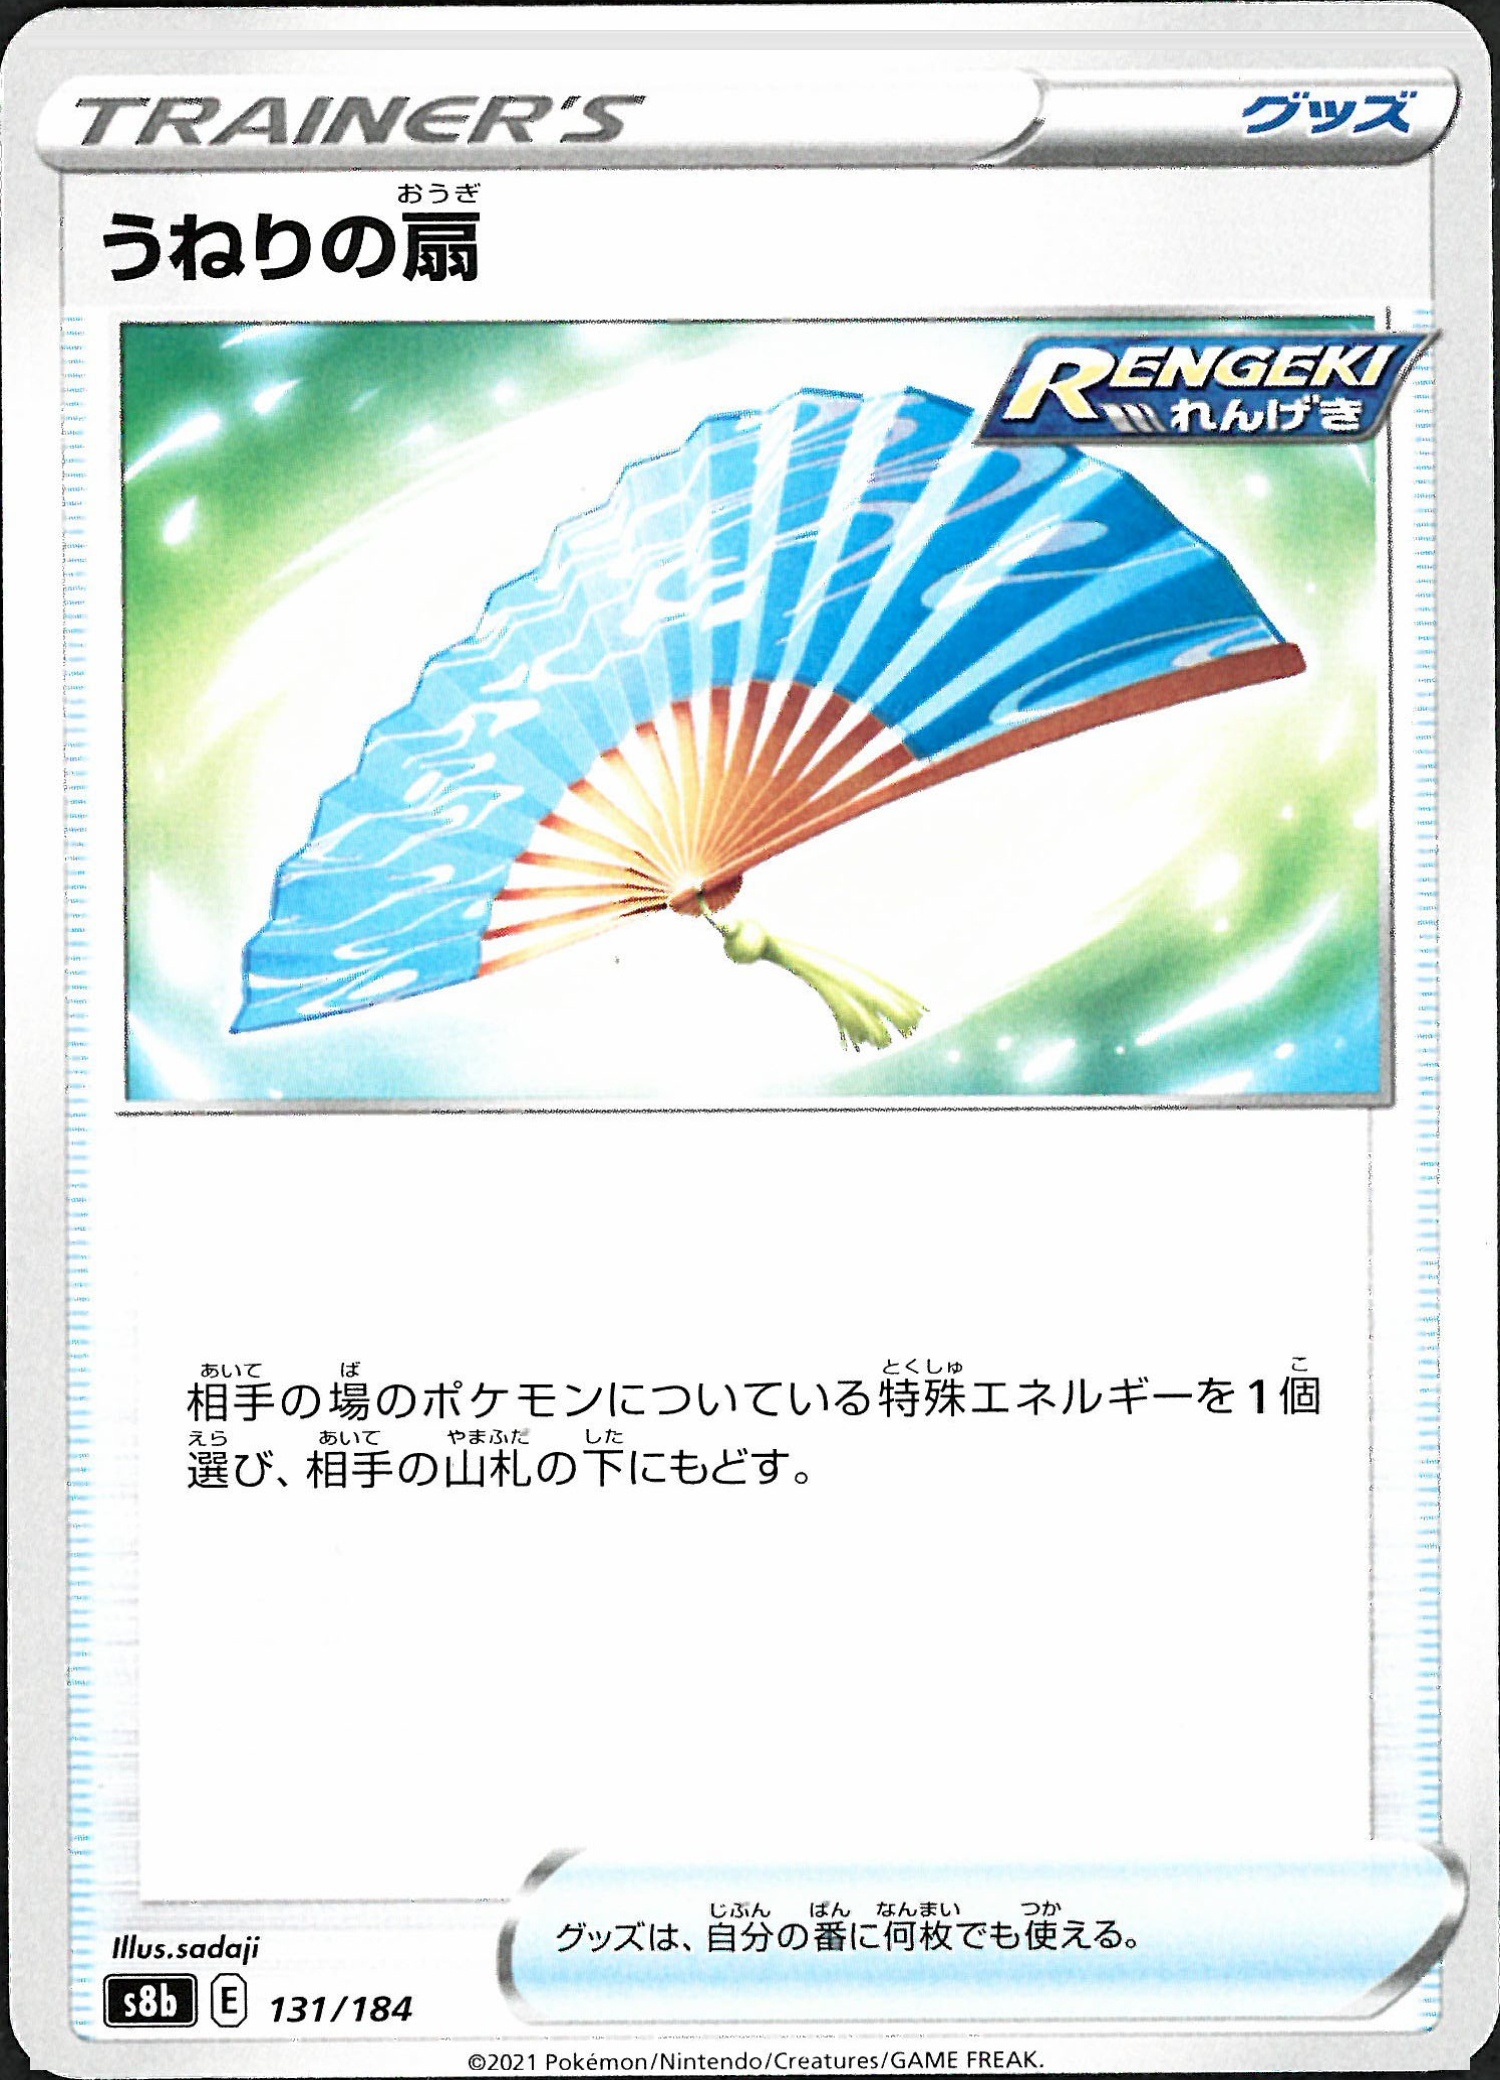 TRAINER'S
グッズ
おうぎ
うねりの扇
RENGEKI
れんげき
あいて ば とくしゅ こ
相手の場のポケモンについている特殊エネルギーを1個
えら あいて やまふだ した
選び、相手の山札の下にもどす。
じぶん ばん なんまい つか
グッズは、自分の番に何枚でも使える。
Illus.sadaji
s8b E 131/184
©2021 Pokémon/Nintendo/Creatures/GAME FREAK.